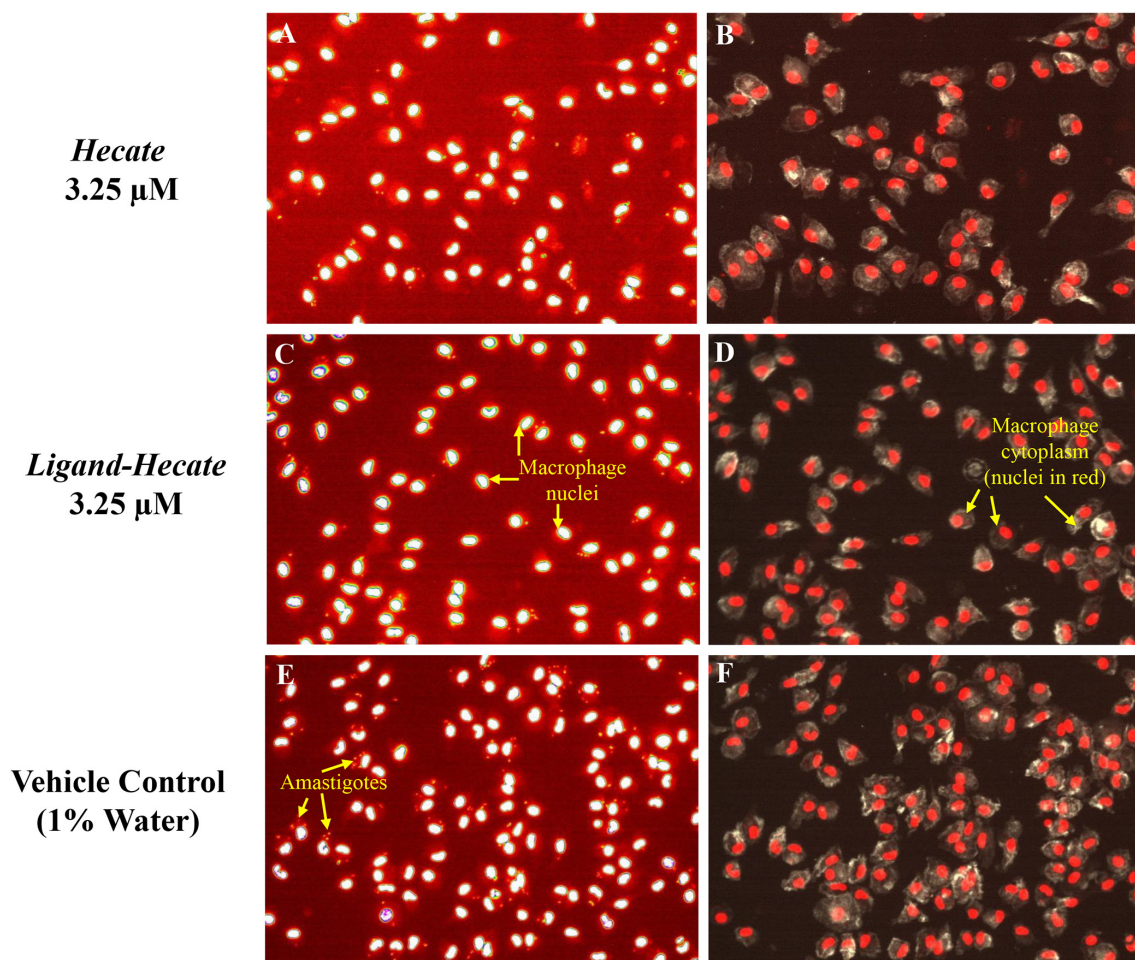 A
B
Hecate
3.25 µM
C
D
Ligand-Hecate
3.25 µM
Macrophage
nuclei
Macrophage
cytoplasm
(nuclei in red)
E
F
Vehicle Control
(1% Water)
Amastigotes